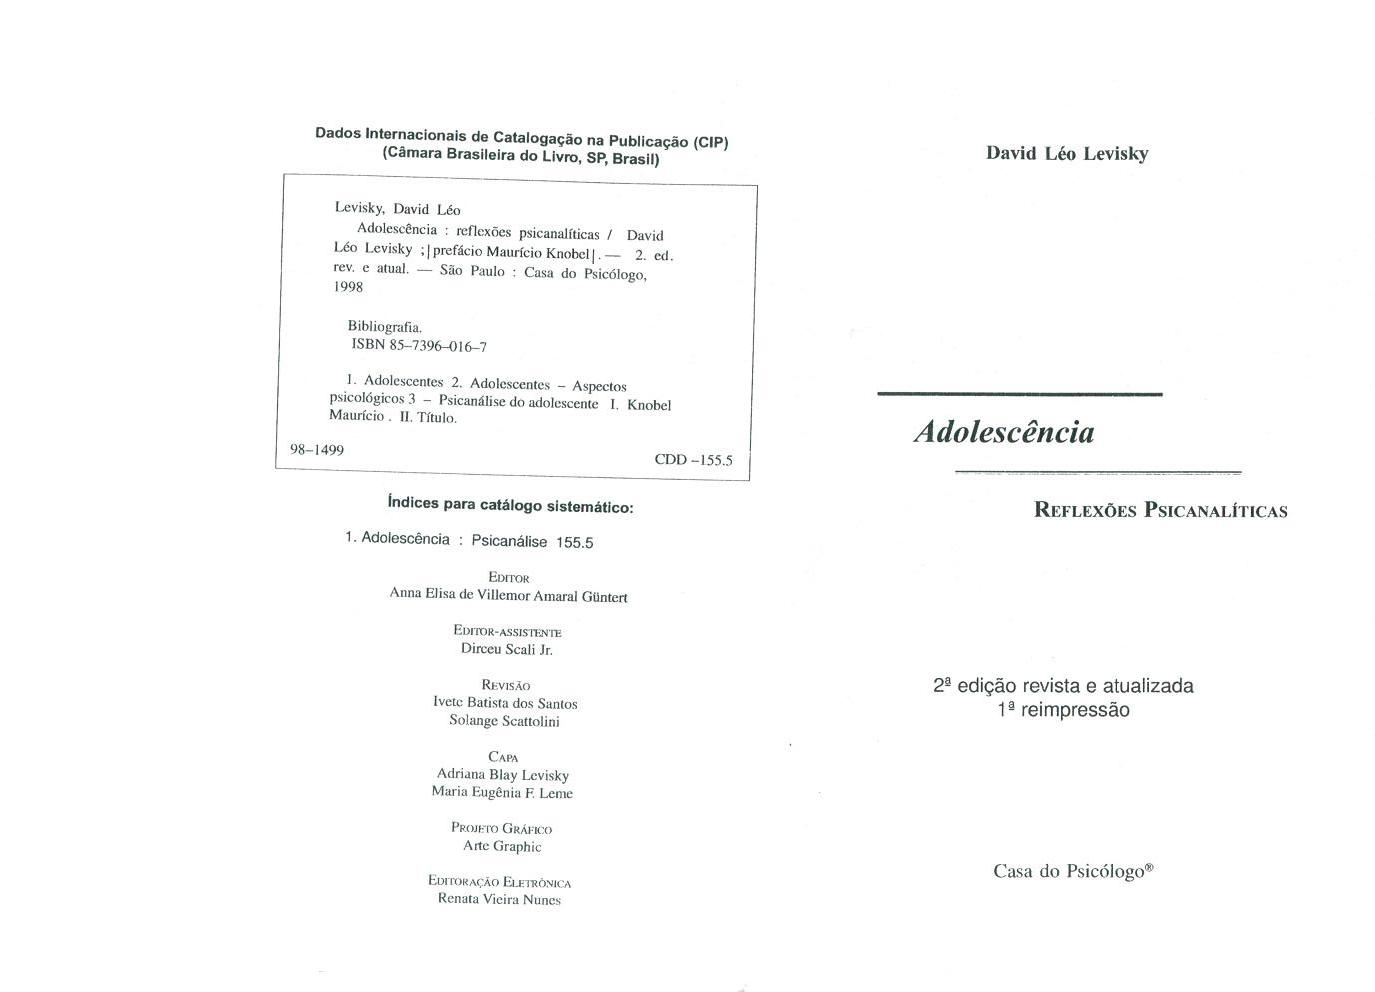 Dados Internacionais de Catalogação na Publicação (CIP)
(Câmara Brasileira do Livro, SP, Brasil)
Levisky, David Léo
Adolescência : reflexões psicanalíticas / David
Léo Levisky ;|prefácio Maurício Knobel|. — 2. ed.
rev. e atual. — São Paulo : Casa do Psicólogo,
1998
Bibliografia.
ISBN 85–7396–016–7
1. Adolescentes 2. Adolescentes – Aspectos
psicológicos 3 – Psicanálise do adolescente I. Knobel
Maurício . II. Título.
98–1499
CDD –155.5
Índices para catálogo sistemático:
1. Adolescência : Psicanálise 155.5
Editor
Anna Elisa de Villemor Amaral Güntert
Editor-assistente
Dirceu Scali Jr.
Revisão
Ivete Batista dos Santos
Solange Scattolini
Capa
Adriana Blay Levisky
Maria Eugênia F. Leme
Projeto Gráfico
Arte Graphic
Editoração Eletrônica
Renata Vieira Nunes
David Léo Levisky
Adolescência
Reflexões Psicanalíticas
2ª edição revista e atualizada
1ª reimpressão
Casa do Psicólogo®